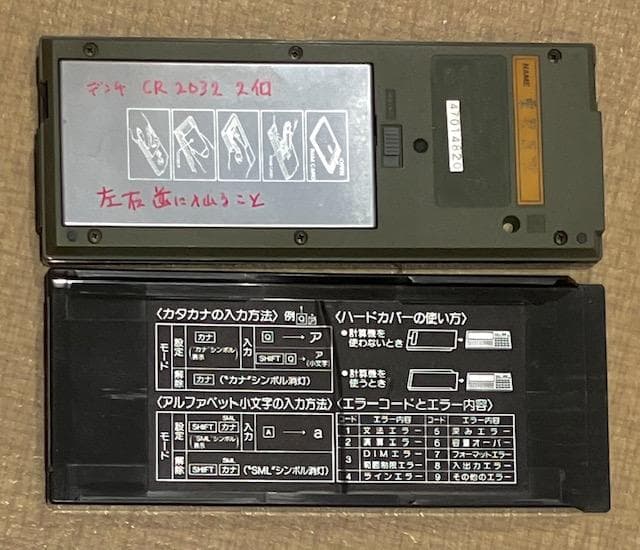 デンチ CR2032 2個
左右逆に入れること
NAME
47014820
〈カタカナの入力方法〉 例
モード
設定
カナ
"カナ"シンボル表示
入力
Q → ア
SHIFT Q → ァ (小文字)
解除
カナ ("カナ"シンボル消灯)
〈アルファベット小文字の入力方法〉
モード
設定
SML
SHIFT カナ
"SML"シンボル表示
入力
A → a
解除
SML
SHIFT カナ ("SML"シンボル消灯)
〈ハードカバーの使い方〉
●計算機を使わないとき
●計算機を使うとき
〈エラーコードとエラー内容〉
コード エラー内容 コード エラー内容
1 文法エラー 5 深みエラー
2 演算エラー 6 容量オーバー
3 DIMエラー 範囲制限エラー 7 フォーマットエラー
8 入出力エラー
4 ラインエラー 9 その他のエラー